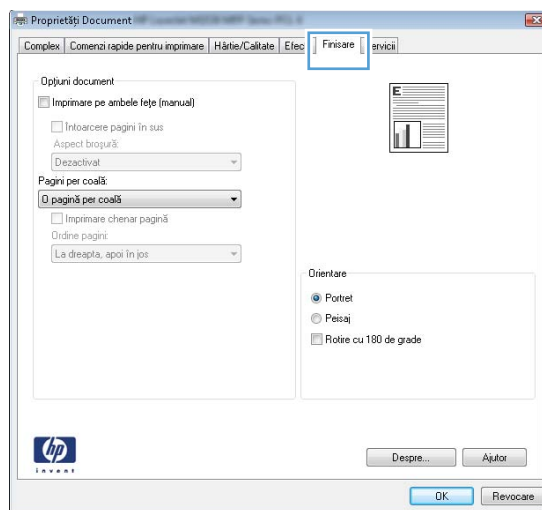 Proprietăți Document
Complex Comenzi rapide pentru imprimare Hârtie/Calitate Efec Finisare ervicii
Opțiuni document
Imprimare pe ambele fețe (manual)
Întoarcere pagini în sus
Aspect broșură:
Dezactivat
Pagini per coală:
O pagină per coală
Imprimare chenar pagină
Ordine pagini:
La dreapta, apoi în jos
E
Orientare
Portret
Peisaj
Rotire cu 180 de grade
hp
invent
Despre... Ajutor
OK Revocare